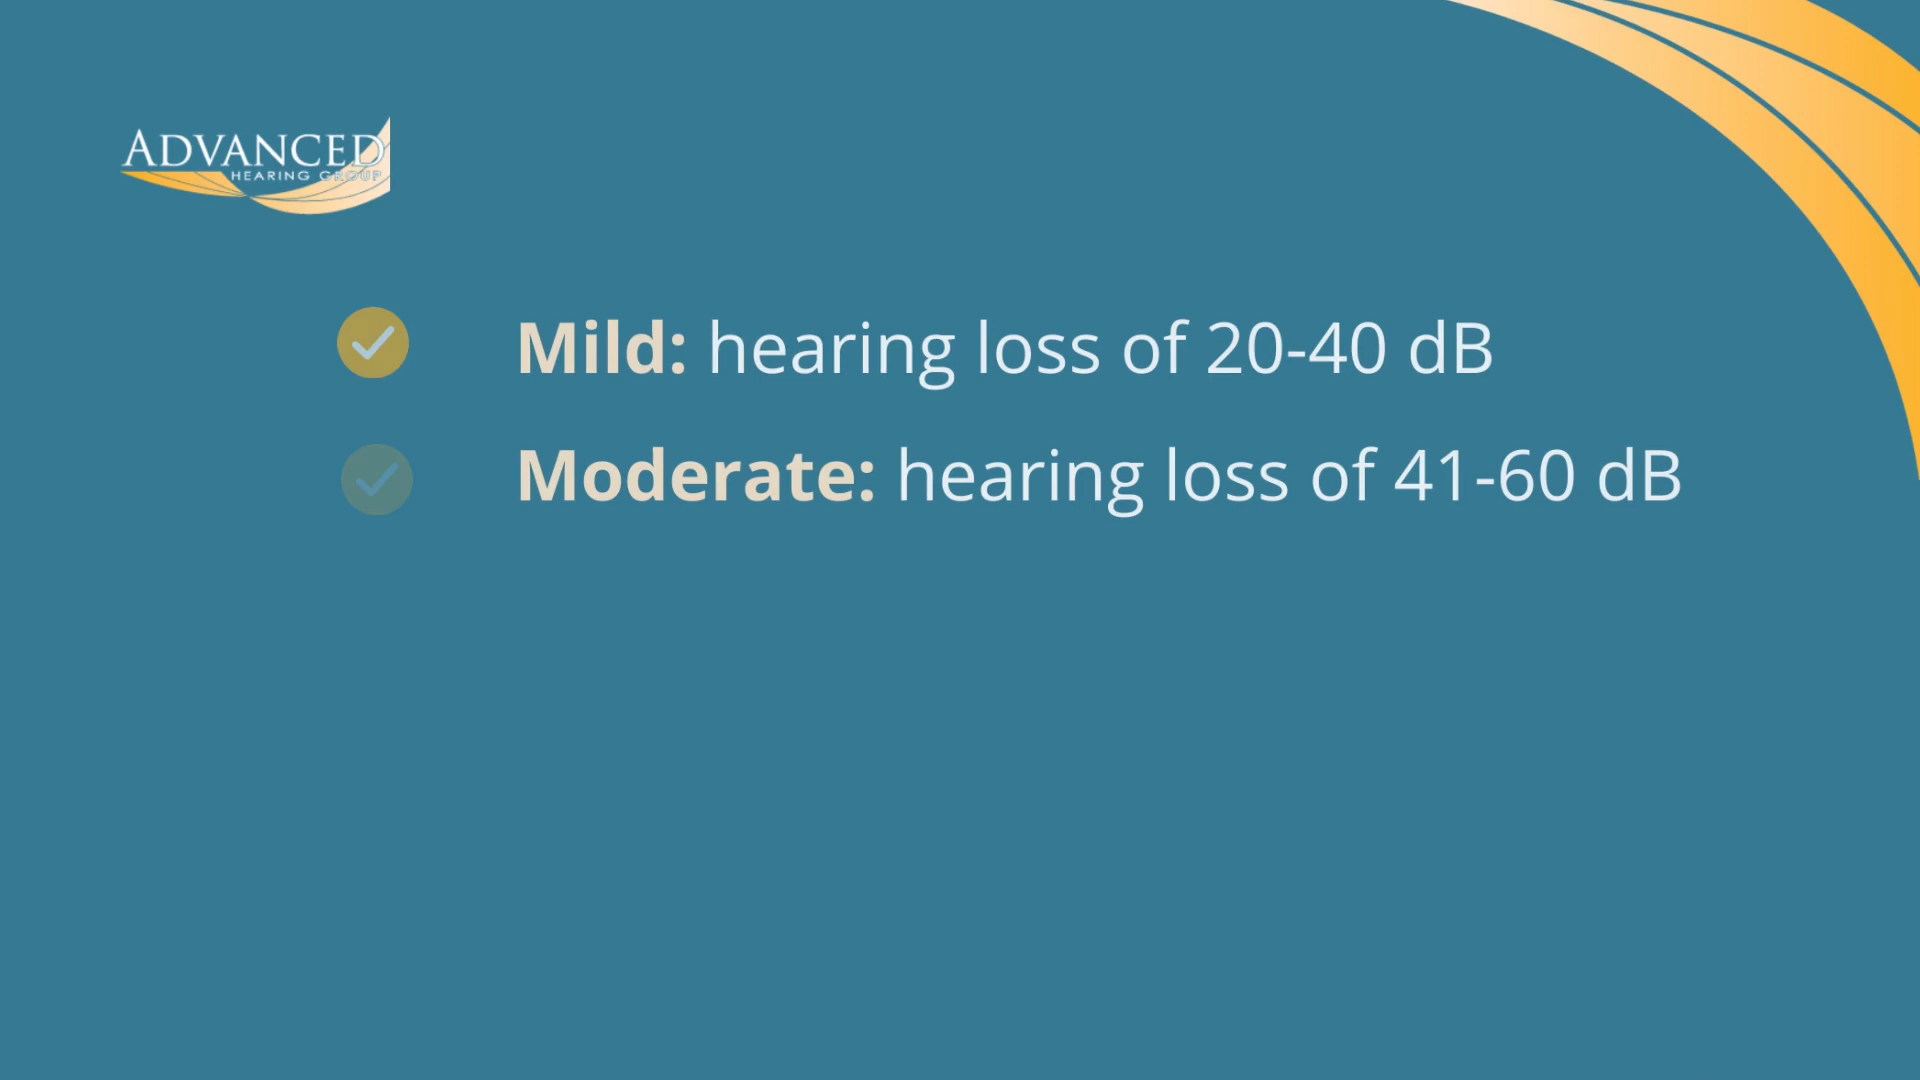 ADVANCED
HEARING GROUP
Mild: hearing loss of 20-40 dB
Moderate: hearing loss of 41-60 dB